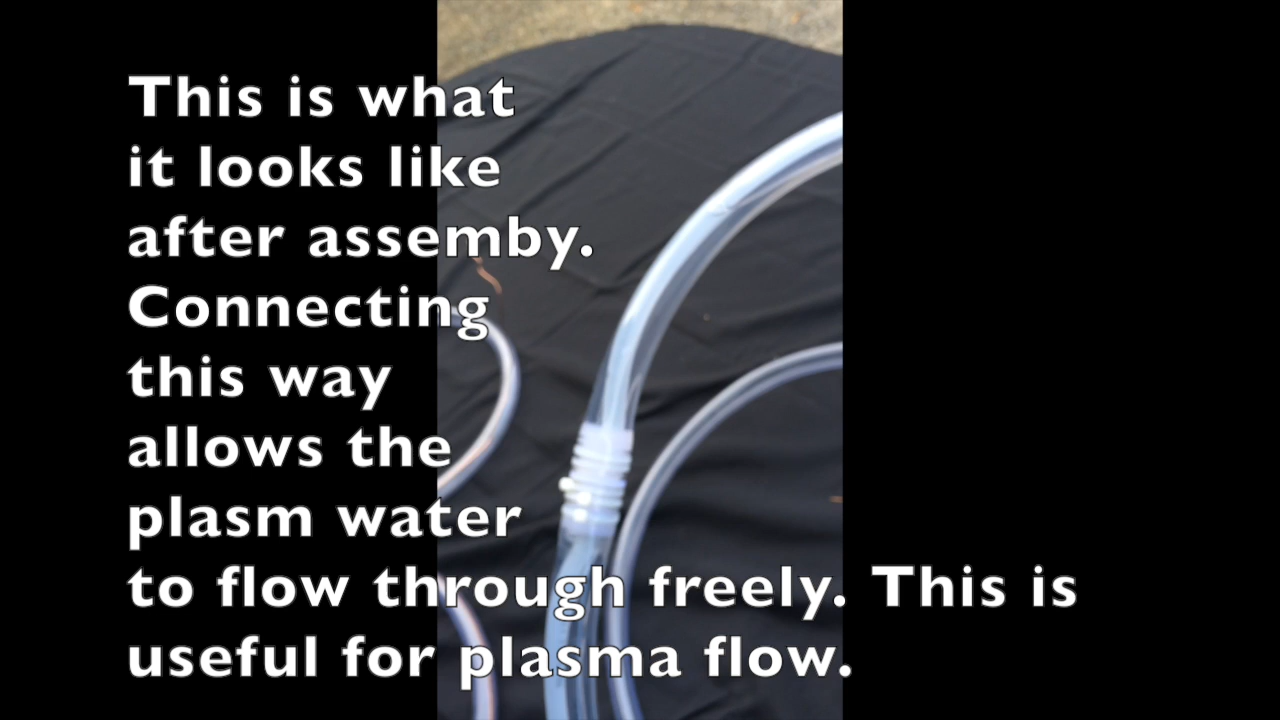 This is what
it looks like
after assemby.
Connecting
this way
allows the
plasm water
to flow through freely. This is
useful for plasma flow.